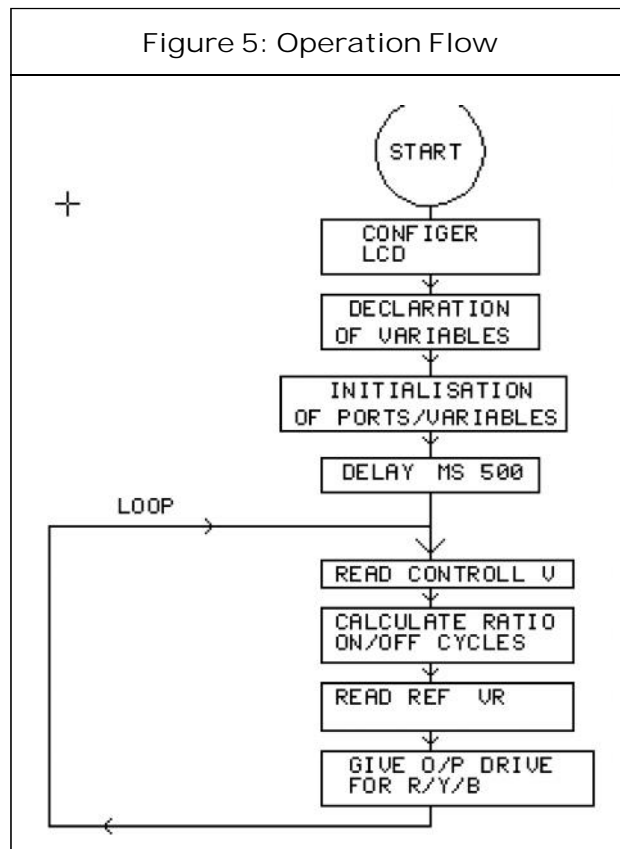 Figure 5: Operation Flow
START
CONFIGER
LCD
DECLARATION
OF VARIABLES
INITIALISATION
OF PORTS/VARIABLES
DELAY MS 500
LOOP
READ CONTROLL V
CALCULATE RATIO
ON/OFF CYCLES
READ REF VR
GIVE O/P DRIVE
FOR R/Y/B